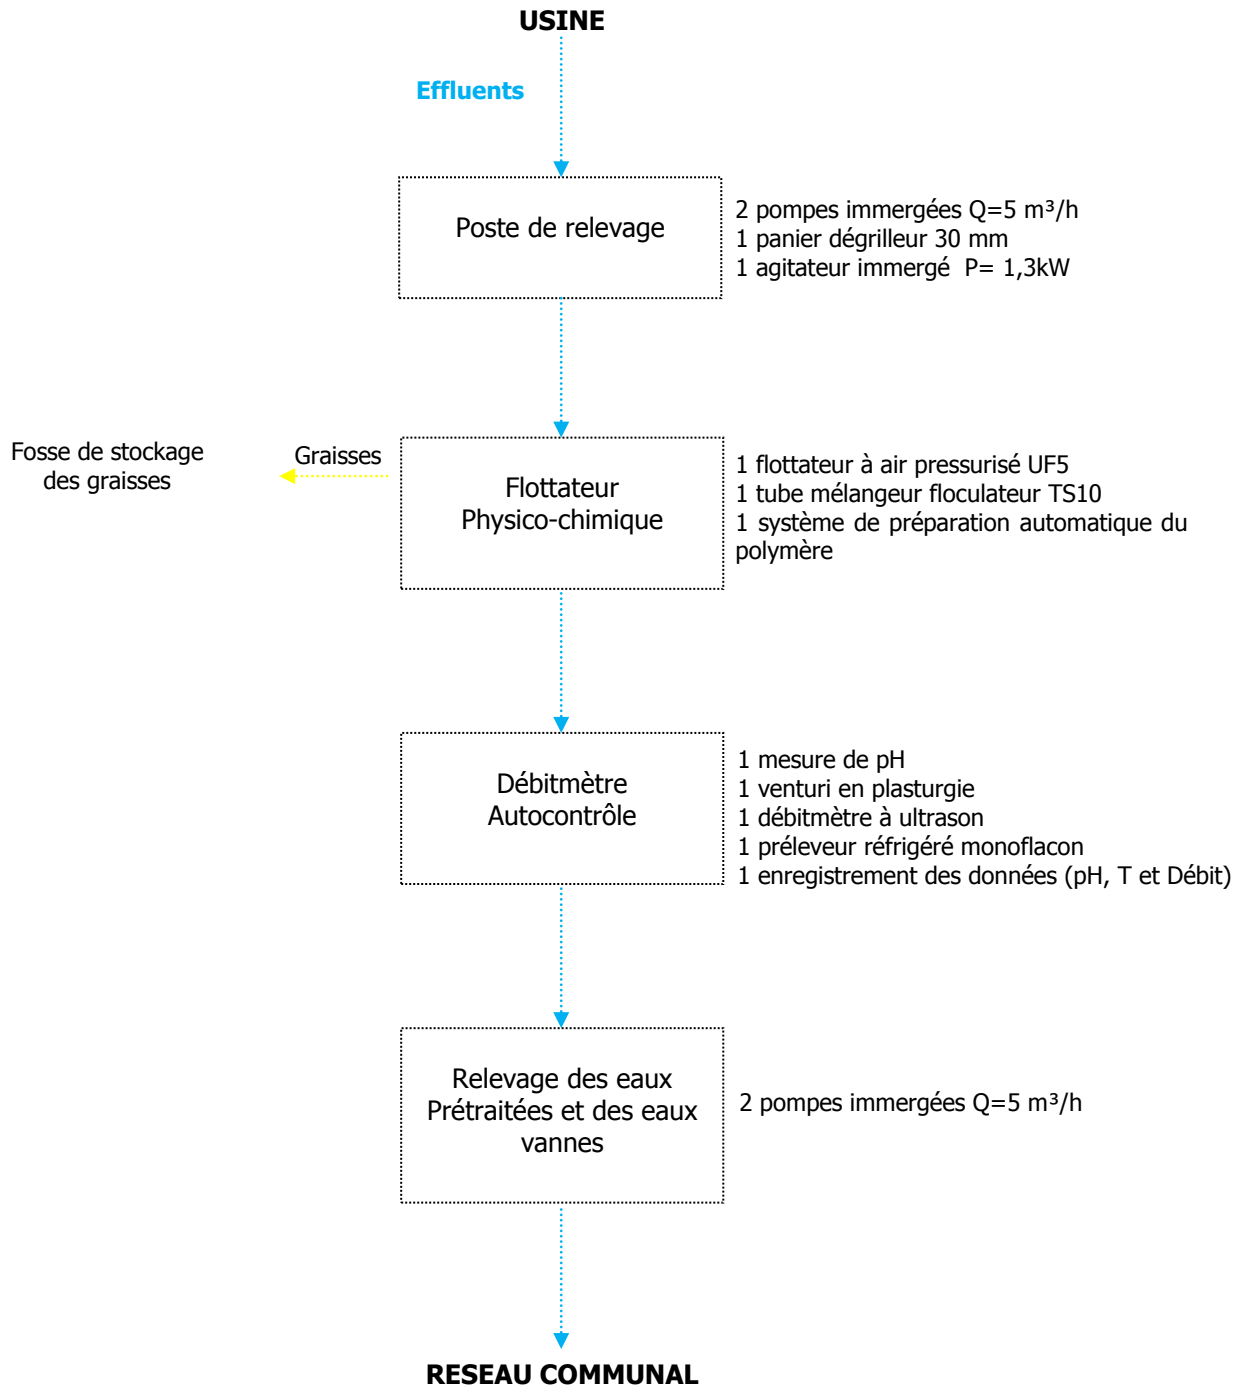 USINE
Effluents
Poste de relevage
2 pompes immergées Q=5 m³/h
1 panier dégrilleur 30 mm
1 agitateur immergé  P= 1,3kW
Fosse de stockage
des graisses
Graisses
Flottateur
Physico-chimique
1 flottateur à air pressurisé UF5
1 tube mélangeur floculateur TS10
1 système de préparation automatique du
polymère
Débitmètre
Autocontrôle
1 mesure de pH
1 venturi en plasturgie
1 débitmètre à ultrason
1 préleveur réfrigéré monoflacon
1 enregistrement des données (pH, T et Débit)
Relevage des eaux
Prétraitées et des eaux
vannes
2 pompes immergées Q=5 m³/h
RESEAU COMMUNAL